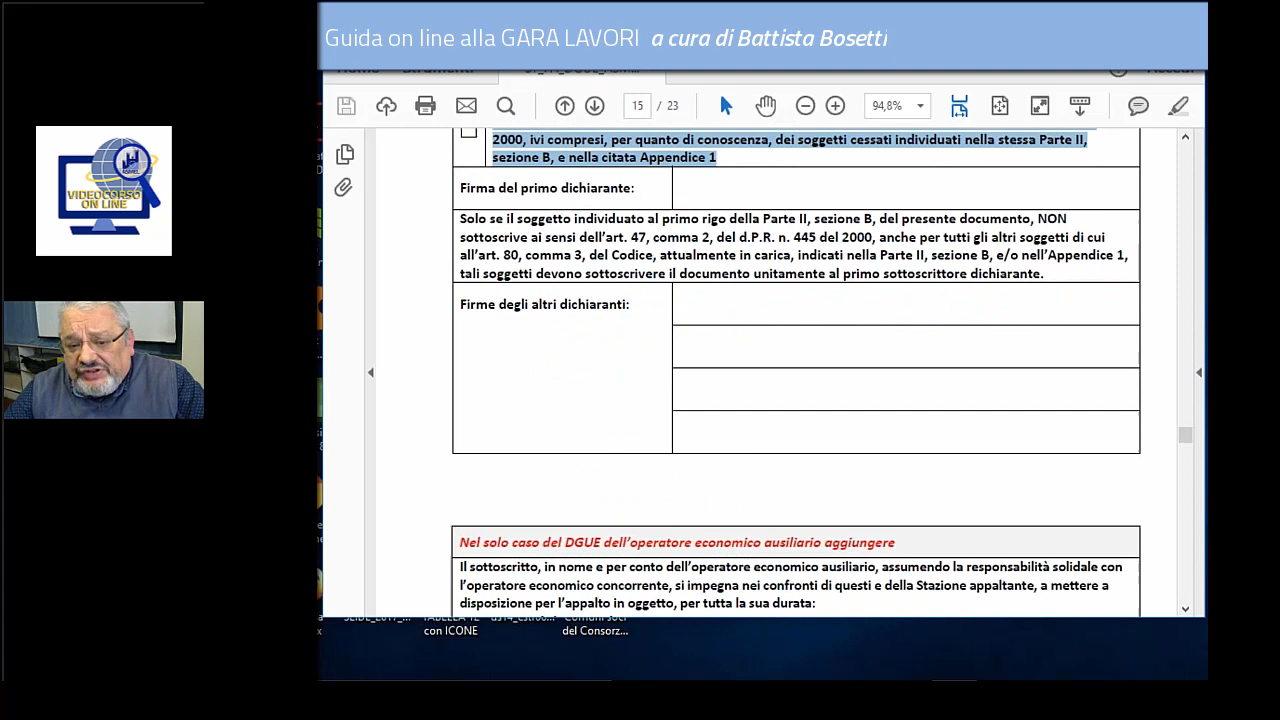 Guida on line alla GARA LAVORI a cura di Battista Bosetti
15 / 23
94,8%
2000, ivi compresi, per quanto di conoscenza, dei soggetti cessati individuati nella stessa Parte II,
sezione B, e nella citata Appendice 1
Firma del primo dichiarante:
Solo se il soggetto individuato al primo rigo della Parte II, sezione B, del presente documento, NON
sottoscrive ai sensi dell’art. 47, comma 2, del d.P.R. n. 445 del 2000, anche per tutti gli altri soggetti di cui
all’art. 80, comma 3, del Codice, attualmente in carica, indicati nella Parte II, sezione B, e/o nell’Appendice 1,
tali soggetti devono sottoscrivere il documento unitamente al primo sottoscrittore dichiarante.
Firme degli altri dichiaranti:
Nel solo caso del DGUE dell’operatore economico ausiliario aggiungere
Il sottoscritto, in nome e per conto dell’operatore economico ausiliario, assumendo la responsabilità solidale con
l’operatore economico concorrente, si impegna nei confronti di questi e della Stazione appaltante, a mettere a
disposizione per l’appalto in oggetto, per tutta la sua durata:
con ICONE
del Consorz...
VIDEOCORSO
ON LINE